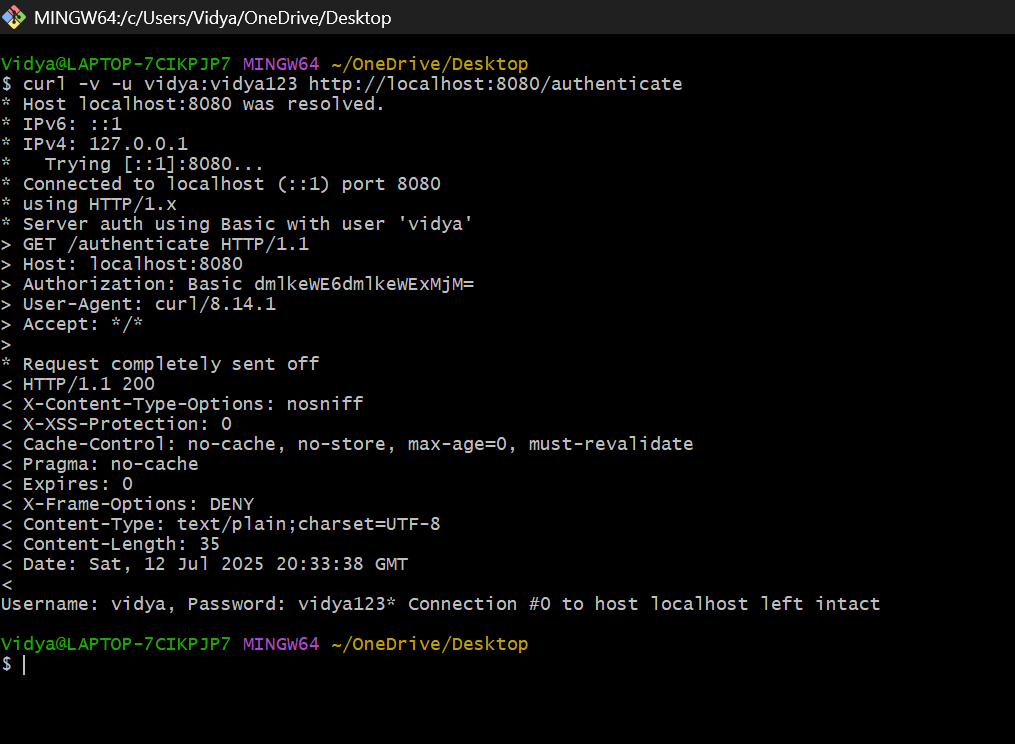 MINGW64:/c/Users/Vidya/OneDrive/Desktop
Vidya@LAPTOP-7CIKPJP7 MINGW64 ~/OneDrive/Desktop
$ curl -v -u vidya:vidya123 http://localhost:8080/authenticate
* Host localhost:8080 was resolved.
* IPv6: ::1
* IPv4: 127.0.0.1
*   Trying [::1]:8080...
* Connected to localhost (::1) port 8080
* using HTTP/1.x
* Server auth using Basic with user 'vidya'
> GET /authenticate HTTP/1.1
> Host: localhost:8080
> Authorization: Basic dmlkeWE6dmlkeWExMjM=
> User-Agent: curl/8.14.1
> Accept: */*
>
* Request completely sent off
< HTTP/1.1 200
< X-Content-Type-Options: nosniff
< X-XSS-Protection: 0
< Cache-Control: no-cache, no-store, max-age=0, must-revalidate
< Pragma: no-cache
< Expires: 0
< X-Frame-Options: DENY
< Content-Type: text/plain;charset=UTF-8
< Content-Length: 35
< Date: Sat, 12 Jul 2025 20:33:38 GMT
<
Username: vidya, Password: vidya123* Connection #0 to host localhost left intact
Vidya@LAPTOP-7CIKPJP7 MINGW64 ~/OneDrive/Desktop
$